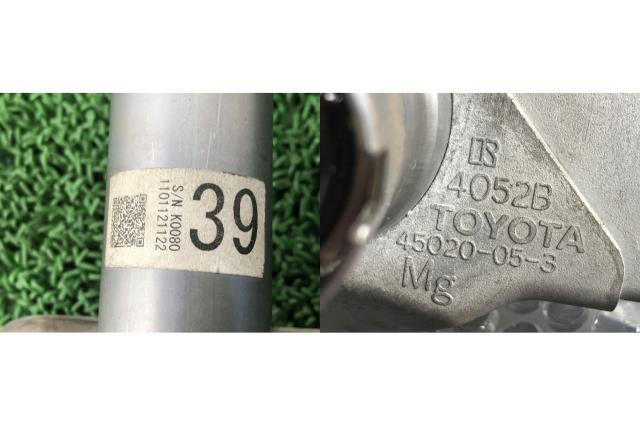 39
S/N K0080
1101121122
4052B
TOYOTA
45020-05-3
Mg